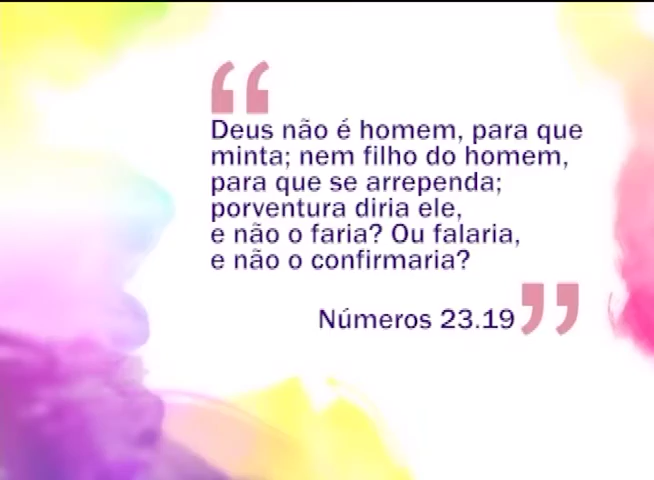 “
Deus não é homem, para que
minta; nem filho do homem,
para que se arrependa;
porventura diria ele,
e não o faria? Ou falaria,
e não o confirmaria?
Números 23.19”